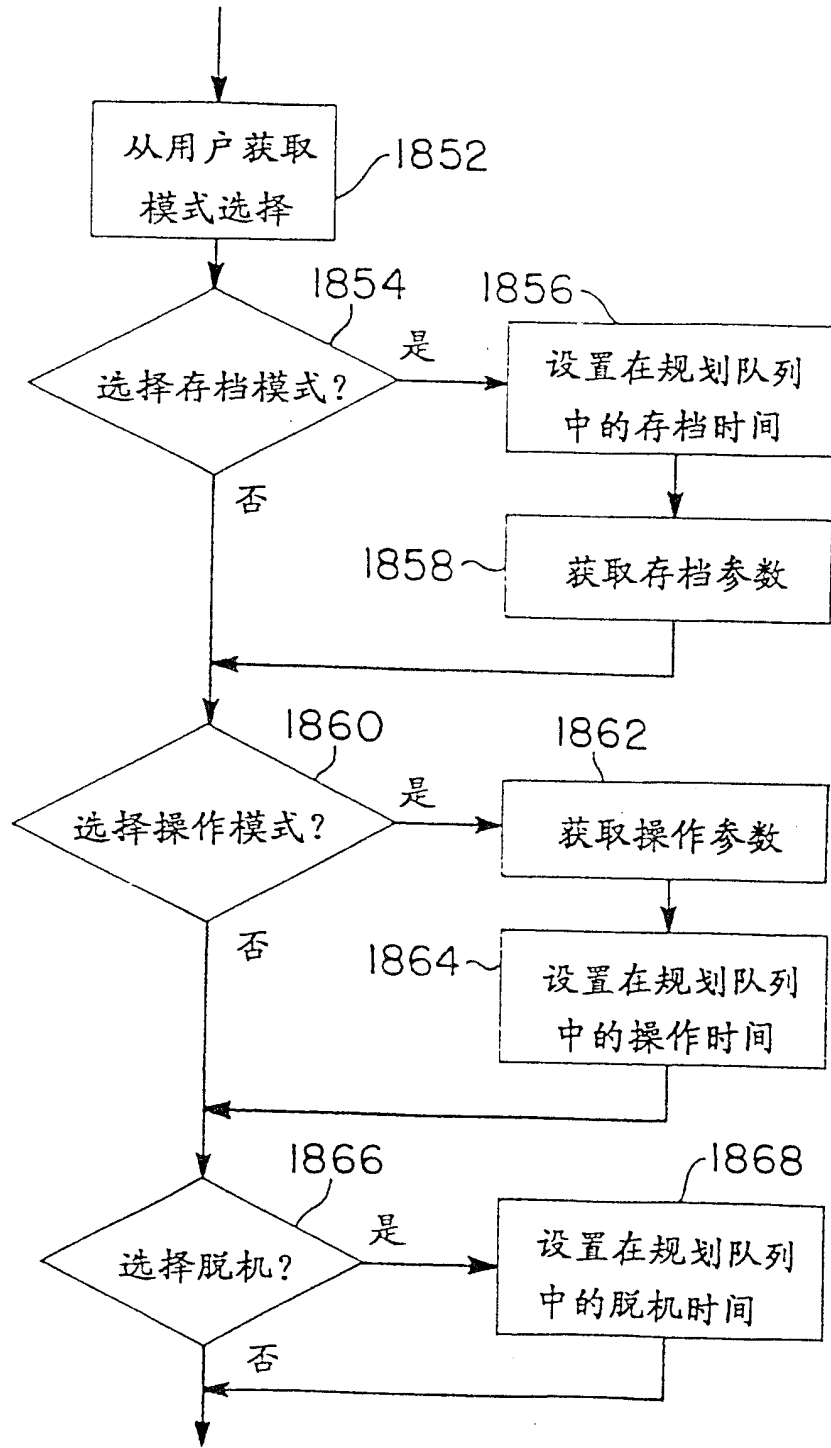 从用户获取
模式选择
1852
1854
1856
选择存档模式?
是
设置在规划队列
中的存档时间
否
1858
获取存档参数
1860
1862
选择操作模式?
是
获取操作参数
否
1864
设置在规划队列
中的操作时间
1866
1868
选择脱机?
是
设置在规划队列
中的脱机时间
否